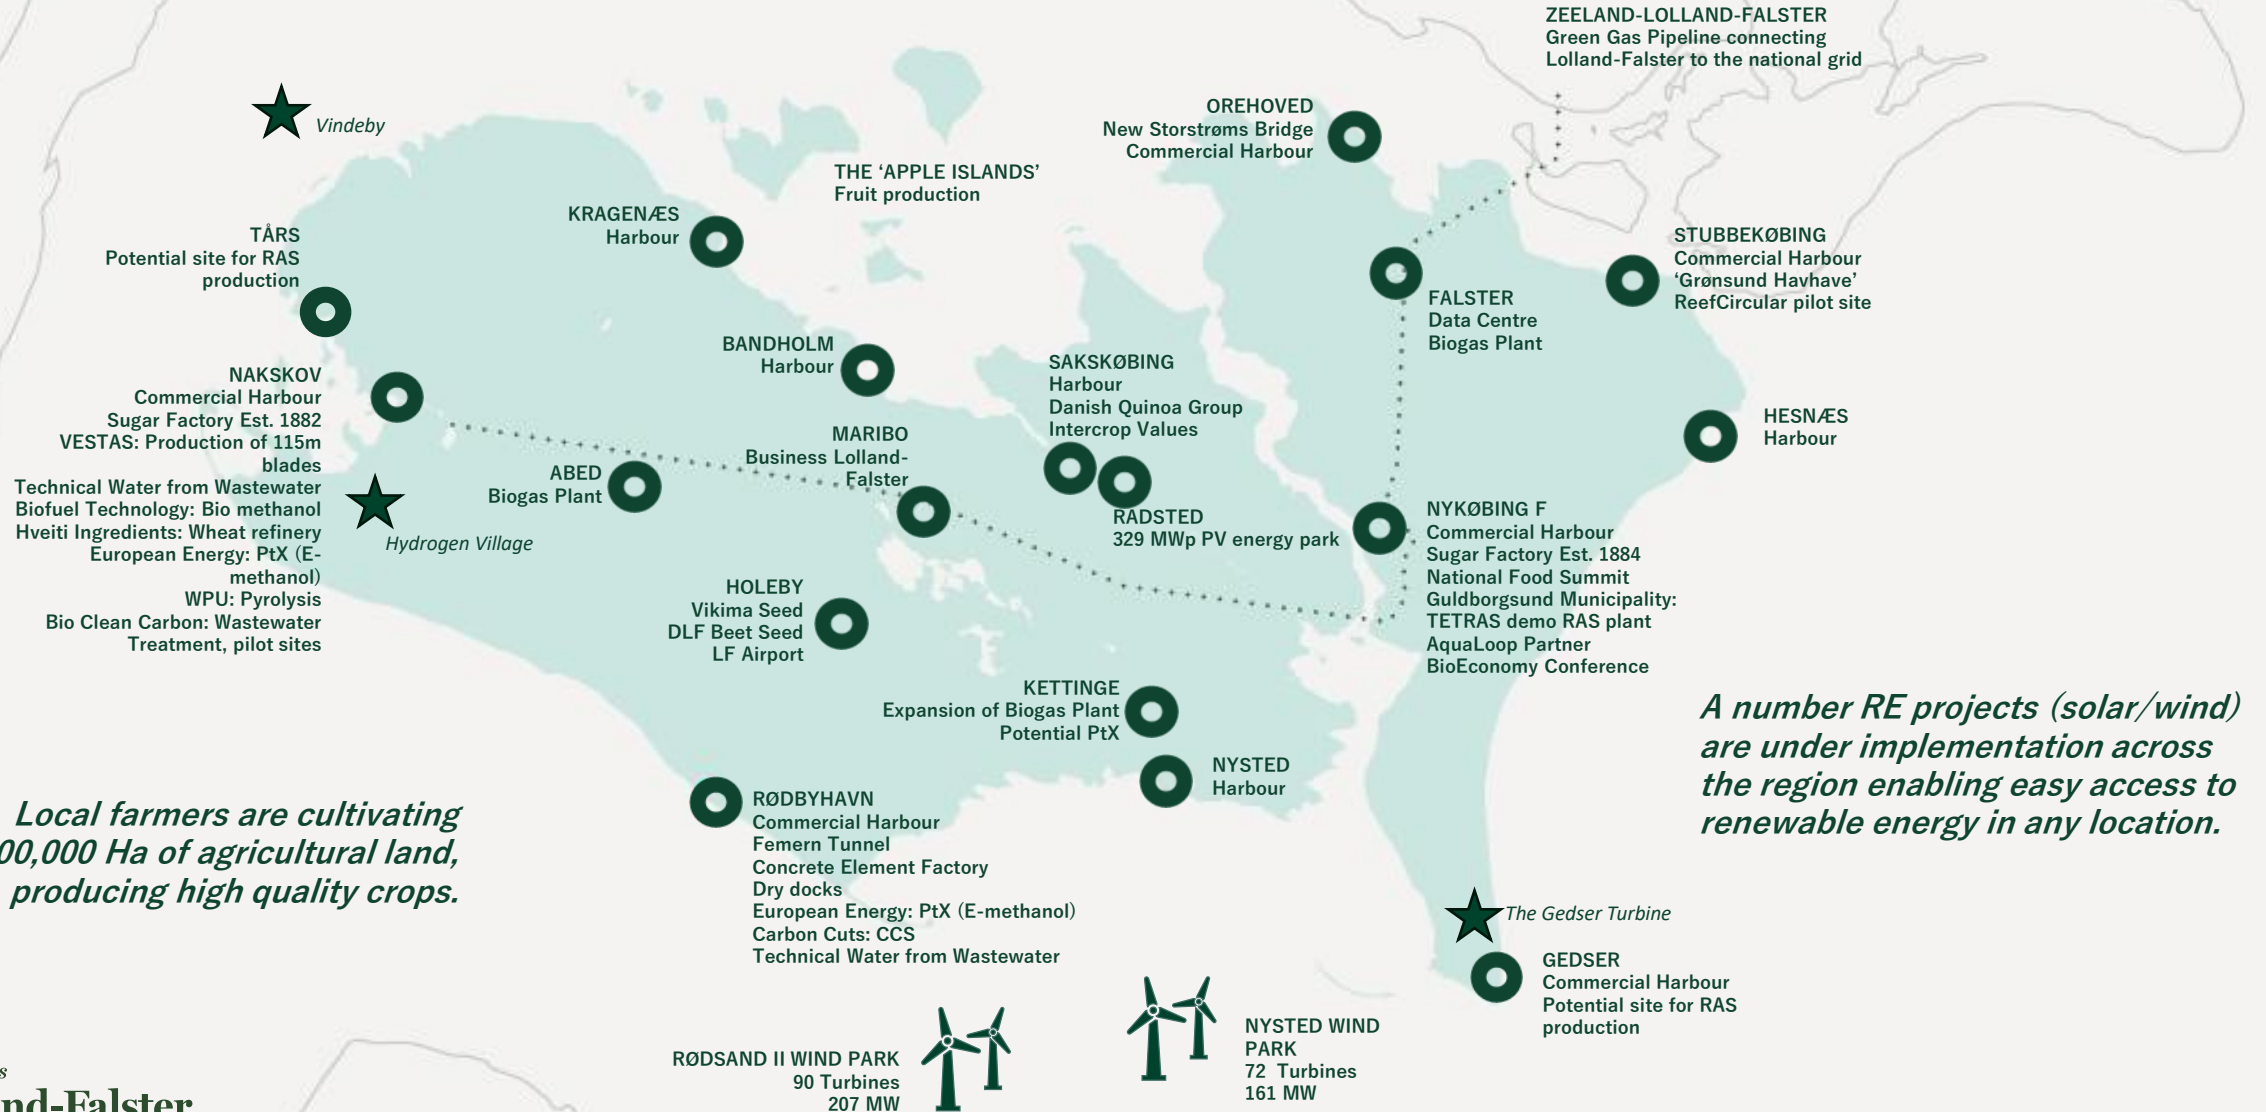 ZEELAND-LOLLAND-FALSTER
Green Gas Pipeline connecting
Lolland-Falster to the national grid
Vindeby
OREHOVED
New Storstrøms Bridge
Commercial Harbour
THE ‘APPLE ISLANDS’
Fruit production
KRAGENÆS
Harbour
TÅRS
Potential site for RAS
production
STUBBEKØBING
Commercial Harbour
‘Grønsund Havhave’
ReefCircular pilot site
FALSTER
Data Centre
Biogas Plant
BANDHOLM
Harbour
SAKSKØBING
Harbour
Danish Quinoa Group
Intercrop Values
NAKSKOV
Commercial Harbour
Sugar Factory Est. 1882
VESTAS: Production of 115m
blades
Technical Water from Wastewater
Biofuel Technology: Bio methanol
Hveiti Ingredients: Wheat refinery
European Energy: PtX (E-
methanol)
WPU: Pyrolysis
Bio Clean Carbon: Wastewater
Treatment, pilot sites
HESNÆS
Harbour
MARIBO
Business Lolland-
Falster
ABED
Biogas Plant
Hydrogen Village
RADSTED
329 MWp PV energy park
NYKØBING F
Commercial Harbour
Sugar Factory Est. 1884
National Food Summit
Guldborgsund Municipality:
TETRAS demo RAS plant
AquaLoop Partner
BioEconomy Conference
HOLEBY
Vikima Seed
DLF Beet Seed
LF Airport
KETTINGE
Expansion of Biogas Plant
Potential PtX
A number RE projects (solar/wind)
are under implementation across
the region enabling easy access to
renewable energy in any location.
NYSTED
Harbour
Local farmers are cultivating
00,000 Ha of agricultural land,
producing high quality crops.
RØDBYHAVN
Commercial Harbour
Femern Tunnel
Concrete Element Factory
Dry docks
European Energy: PtX (E-methanol)
Carbon Cuts: CCS
Technical Water from Wastewater
The Gedser Turbine
GEDSER
Commercial Harbour
Potential site for RAS
production
NYSTED WIND
PARK
72 Turbines
161 MW
RØDSAND II WIND PARK
90 Turbines
207 MW
s
nd-Falster